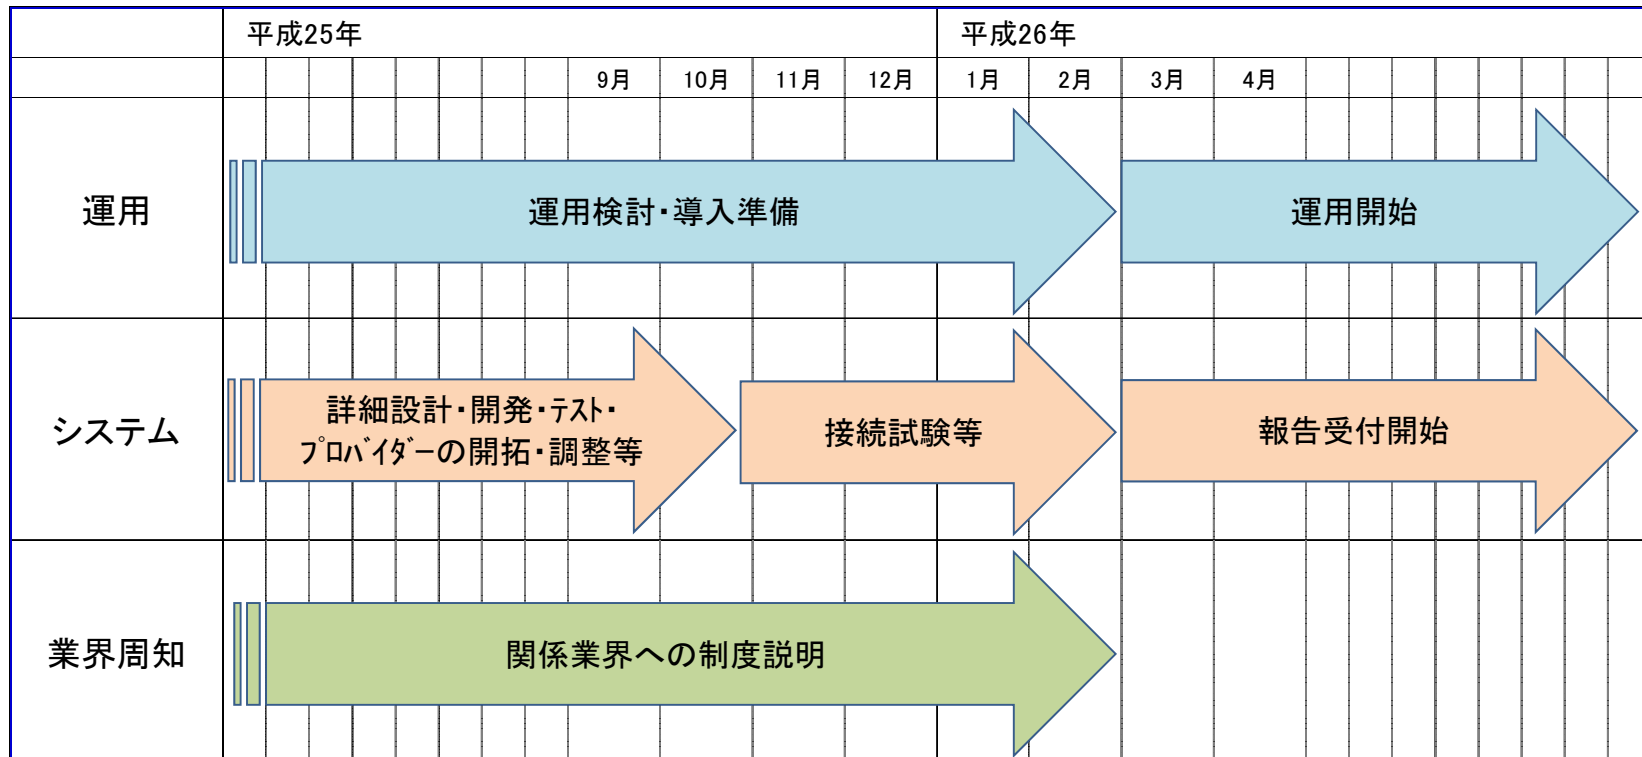 平成25年
平成26年
9月 10月 11月 12月 1月 2月 3月 4月
運用
運用検討・導入準備
運用開始
システム
詳細設計・開発・ﾃｽﾄ・
ﾌﾟﾛﾊﾞｲﾀﾞｰの開拓・調整等
接続試験等
報告受付開始
業界周知
関係業界への制度説明